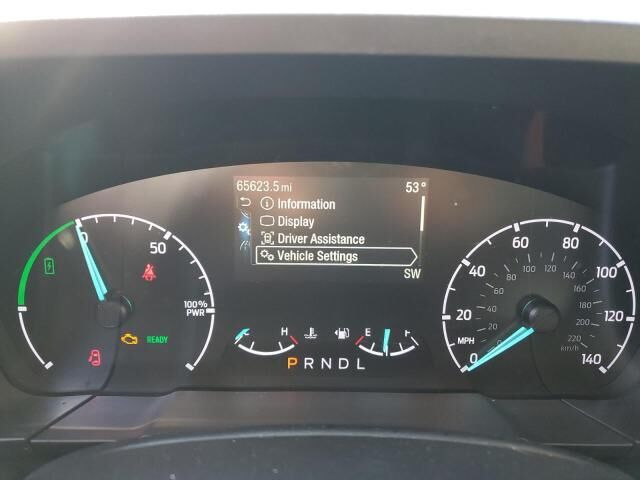 65623.5 mi 53°
Information
Display
Driver Assistance
Vehicle Settings
SW
0 50 100% PWR
READY
H E
P R N D L
0 20 40 60 80 100 120 140
MPH
20 40 60 80 100 120 140 160 180 200 220
km/h